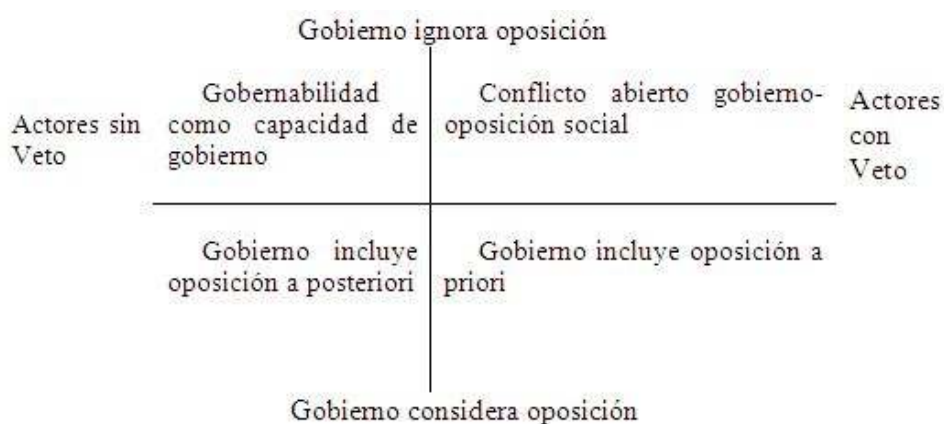 Gobierno ignora oposición
Gobernabilidad
como capacidad de
gobierno
Conflicto abierto gobierno-
oposición social
Actores sin
Veto
Actores
con
Veto
Gobierno incluye
oposición a posteriori
Gobierno incluye oposición a
priori
Gobierno considera oposición